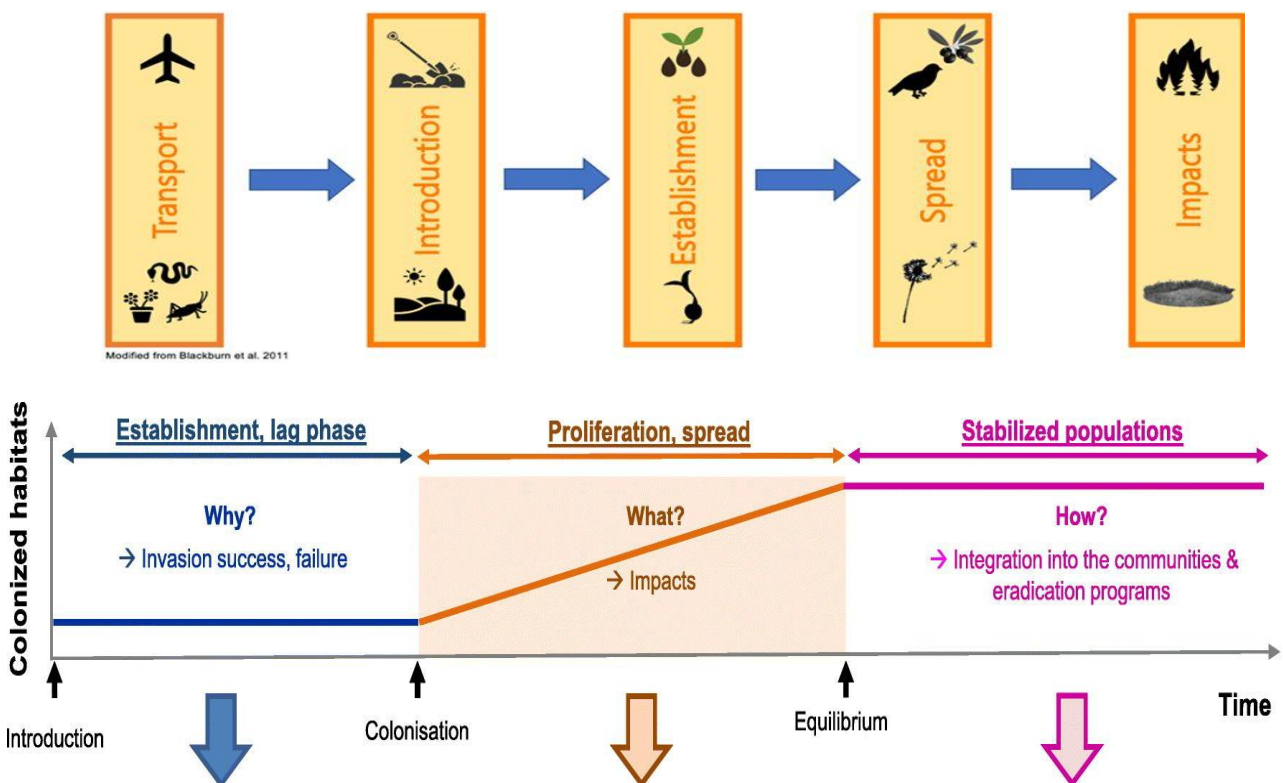 Transport
Introduction
Establishment
Spread
Impacts
Modified from Blackburn et al. 2011
Colonized habitats
Establishment, lag phase
Proliferation, spread
Stabilized populations
Why?
→ Invasion success, failure
What?
→ Impacts
How?
→ Integration into the communities &
eradication programs
Introduction
Colonisation
Equilibrium
Time